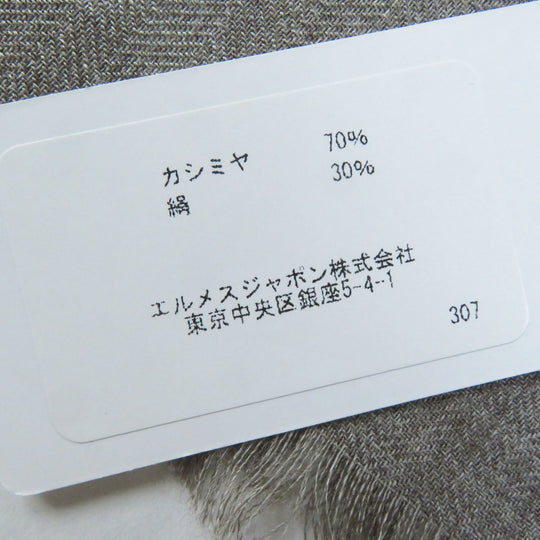 カシミヤ 70%
絹 30%
エルメスジャポン株式会社
東京中央区銀座5-4-1
307